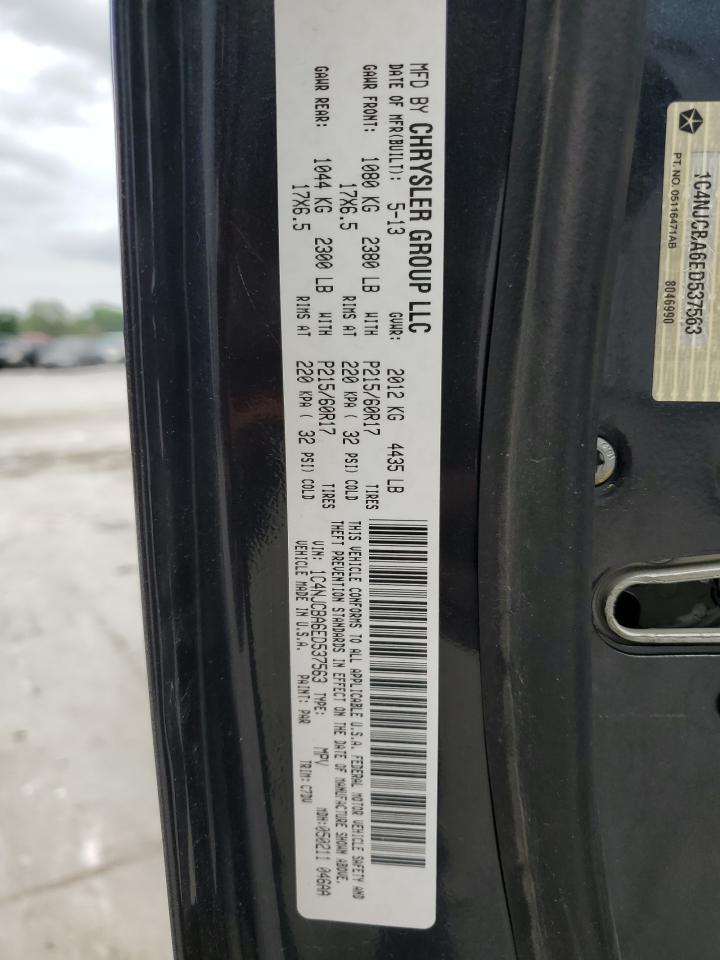 MFD BY CHRYSLER GROUP LLC
DATE OF MFR(BUILT): 5-13 GVWR: 2012 KG 4435 LB
GAWR FRONT: 1080 KG 2380 LB WITH P215/60R17 TIRES
17X6.5 RIMS AT 220 KPA ( 32 PSI) COLD
GAWR REAR: 1044 KG 2300 LB WITH P215/60R17 TIRES
17X6.5 RIMS AT 220 KPA ( 32 PSI) COLD
THIS VEHICLE CONFORMS TO ALL APPLICABLE U.S.A. FEDERAL MOTOR VEHICLE SAFETY AND
THEFT PREVENTION STANDARDS IN EFFECT ON THE DATE OF MANUFACTURE SHOWN ABOVE.
VIN: 1C4NJCBA6ED537563 TYPE: MPV MDH:050211 046AA
VEHICLE MADE IN U.S.A. PAINT: PAR TRIM: C7DV
1C4NJCBA6ED537563
PT. NO. 05116471AB 8046990